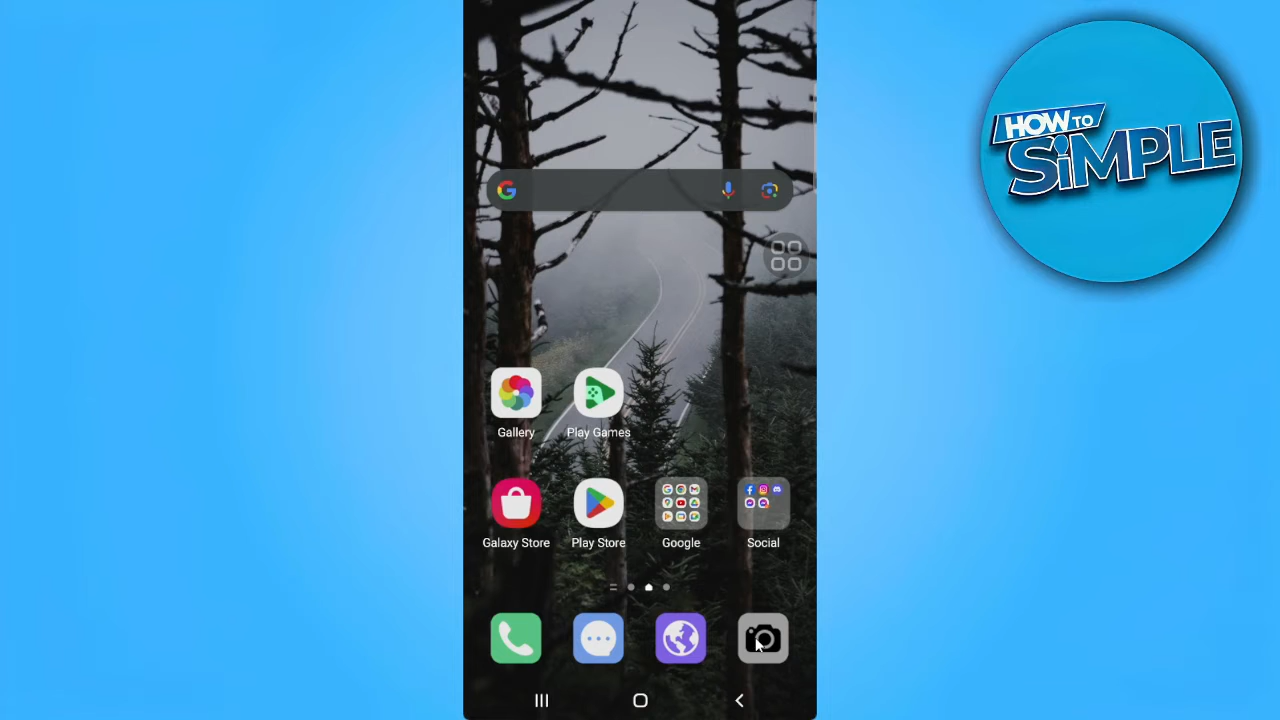 HOW TO
SiMPLE
Gallery
Play Games
Galaxy Store
Play Store
Google
Social